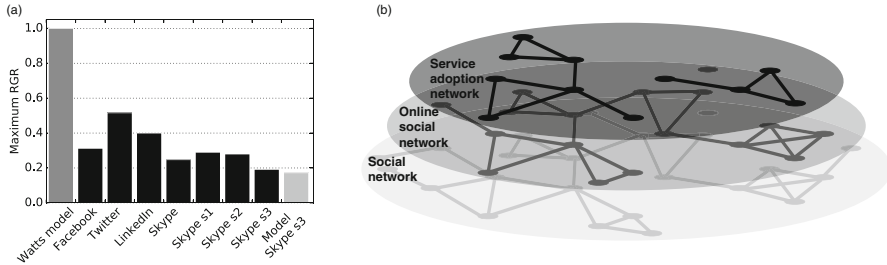 (a)
Maximum RGR
1.0
0.8
0.6
0.4
0.2
0.0
Watts model
Facebook
Twitter
LinkedIn
Skype
Skype s1
Skype s2
Skype s3
Model
Skype s3
(b)
Service
adoption
network
Online
social
network
Social
network